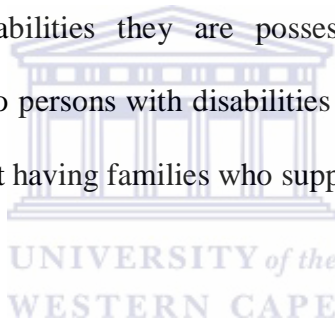 abilities they are posses
o persons with disabilities
t having families who supp
UNIVERSITY of the
WESTERN CAPE